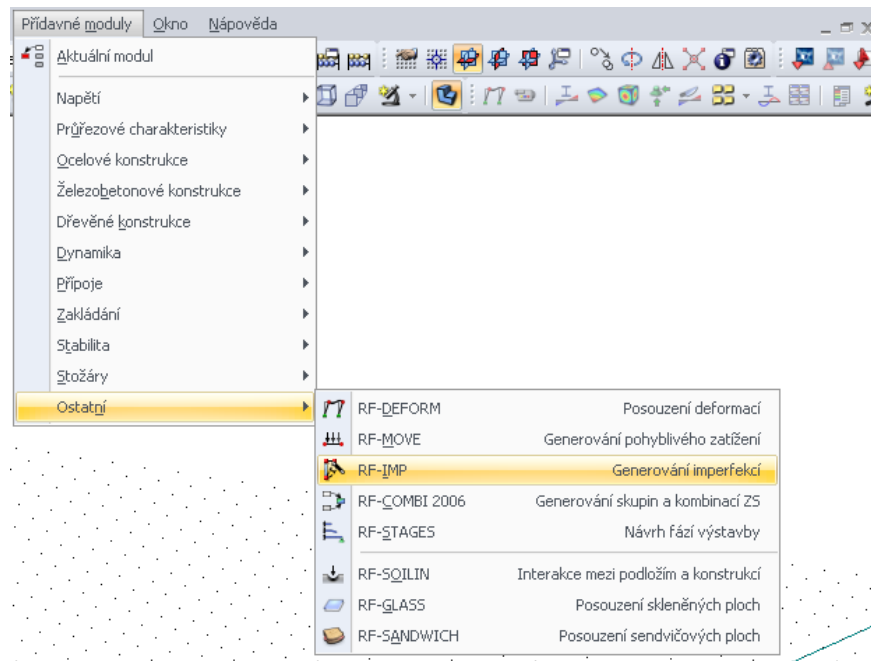 Přídavné moduly Okno Nápověda
Aktuální modul
Napětí
Průřezové charakteristiky
Ocelové konstrukce
Železobetonové konstrukce
Dřevěné konstrukce
Dynamika
Přípoje
Zakládání
Stabilita
Stožáry
Ostatní
RF-DEFORM Posouzení deformací
RF-MOVE Generování pohyblivého zatížení
RF-IMP Generování imperfekcí
RF-COMBI 2006 Generování skupin a kombinací ZS
RF-STAGES Návrh fází výstavby
RF-SOILIN Interakce mezi podložím a konstrukcí
RF-GLASS Posouzení skleněných ploch
RF-SANDWICH Posouzení sendvičových ploch